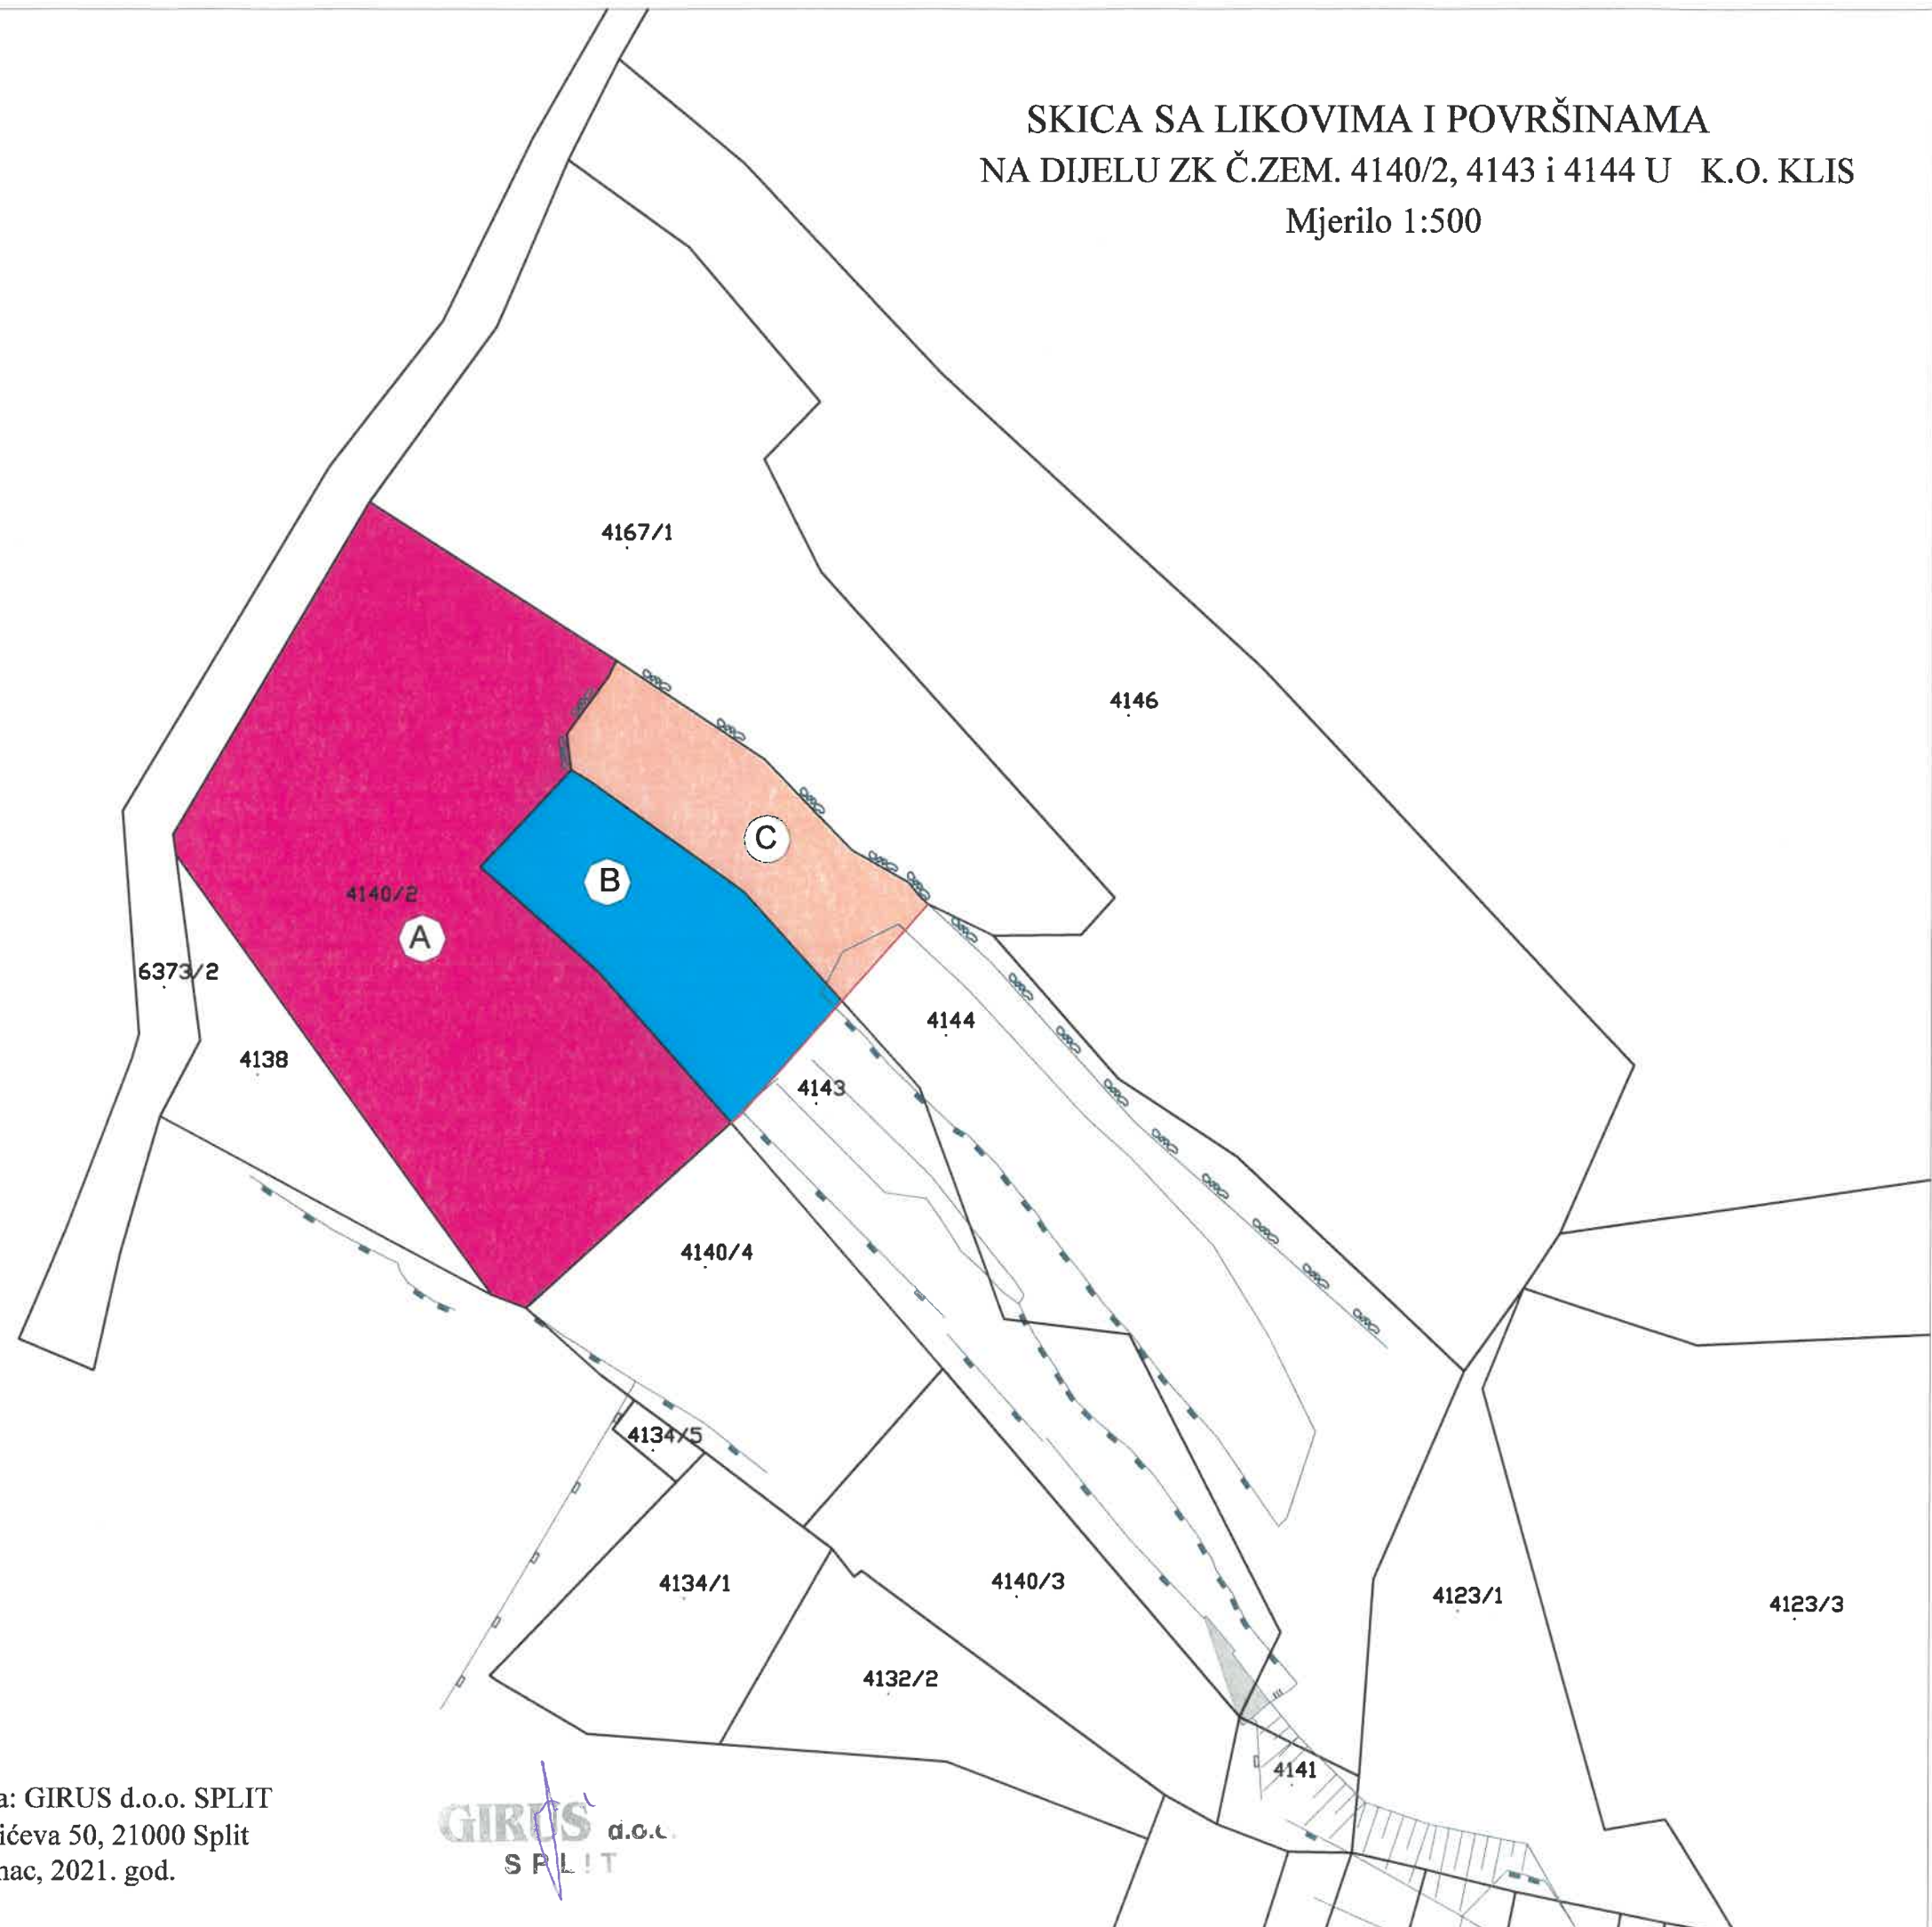 SKICA SA LIKOVIMA I POVRŠINAMA
NA DIJELU ZK Č.ZEM. 4140/2, 4143 i 4144 U K.O. KLIS
Mjerilo 1:500
4167/1
4146
C
B
4140/2
A
6373/2
4144
4138
4143
4140/4
4134/5
4134/1
4140/3
4123/1
4123/3
4132/2
4141
a: GIRUS d.o.o. SPLIT
ićeva 50, 21000 Split
nac, 2021. god.
GIRUS d.o.o.
SPLIT